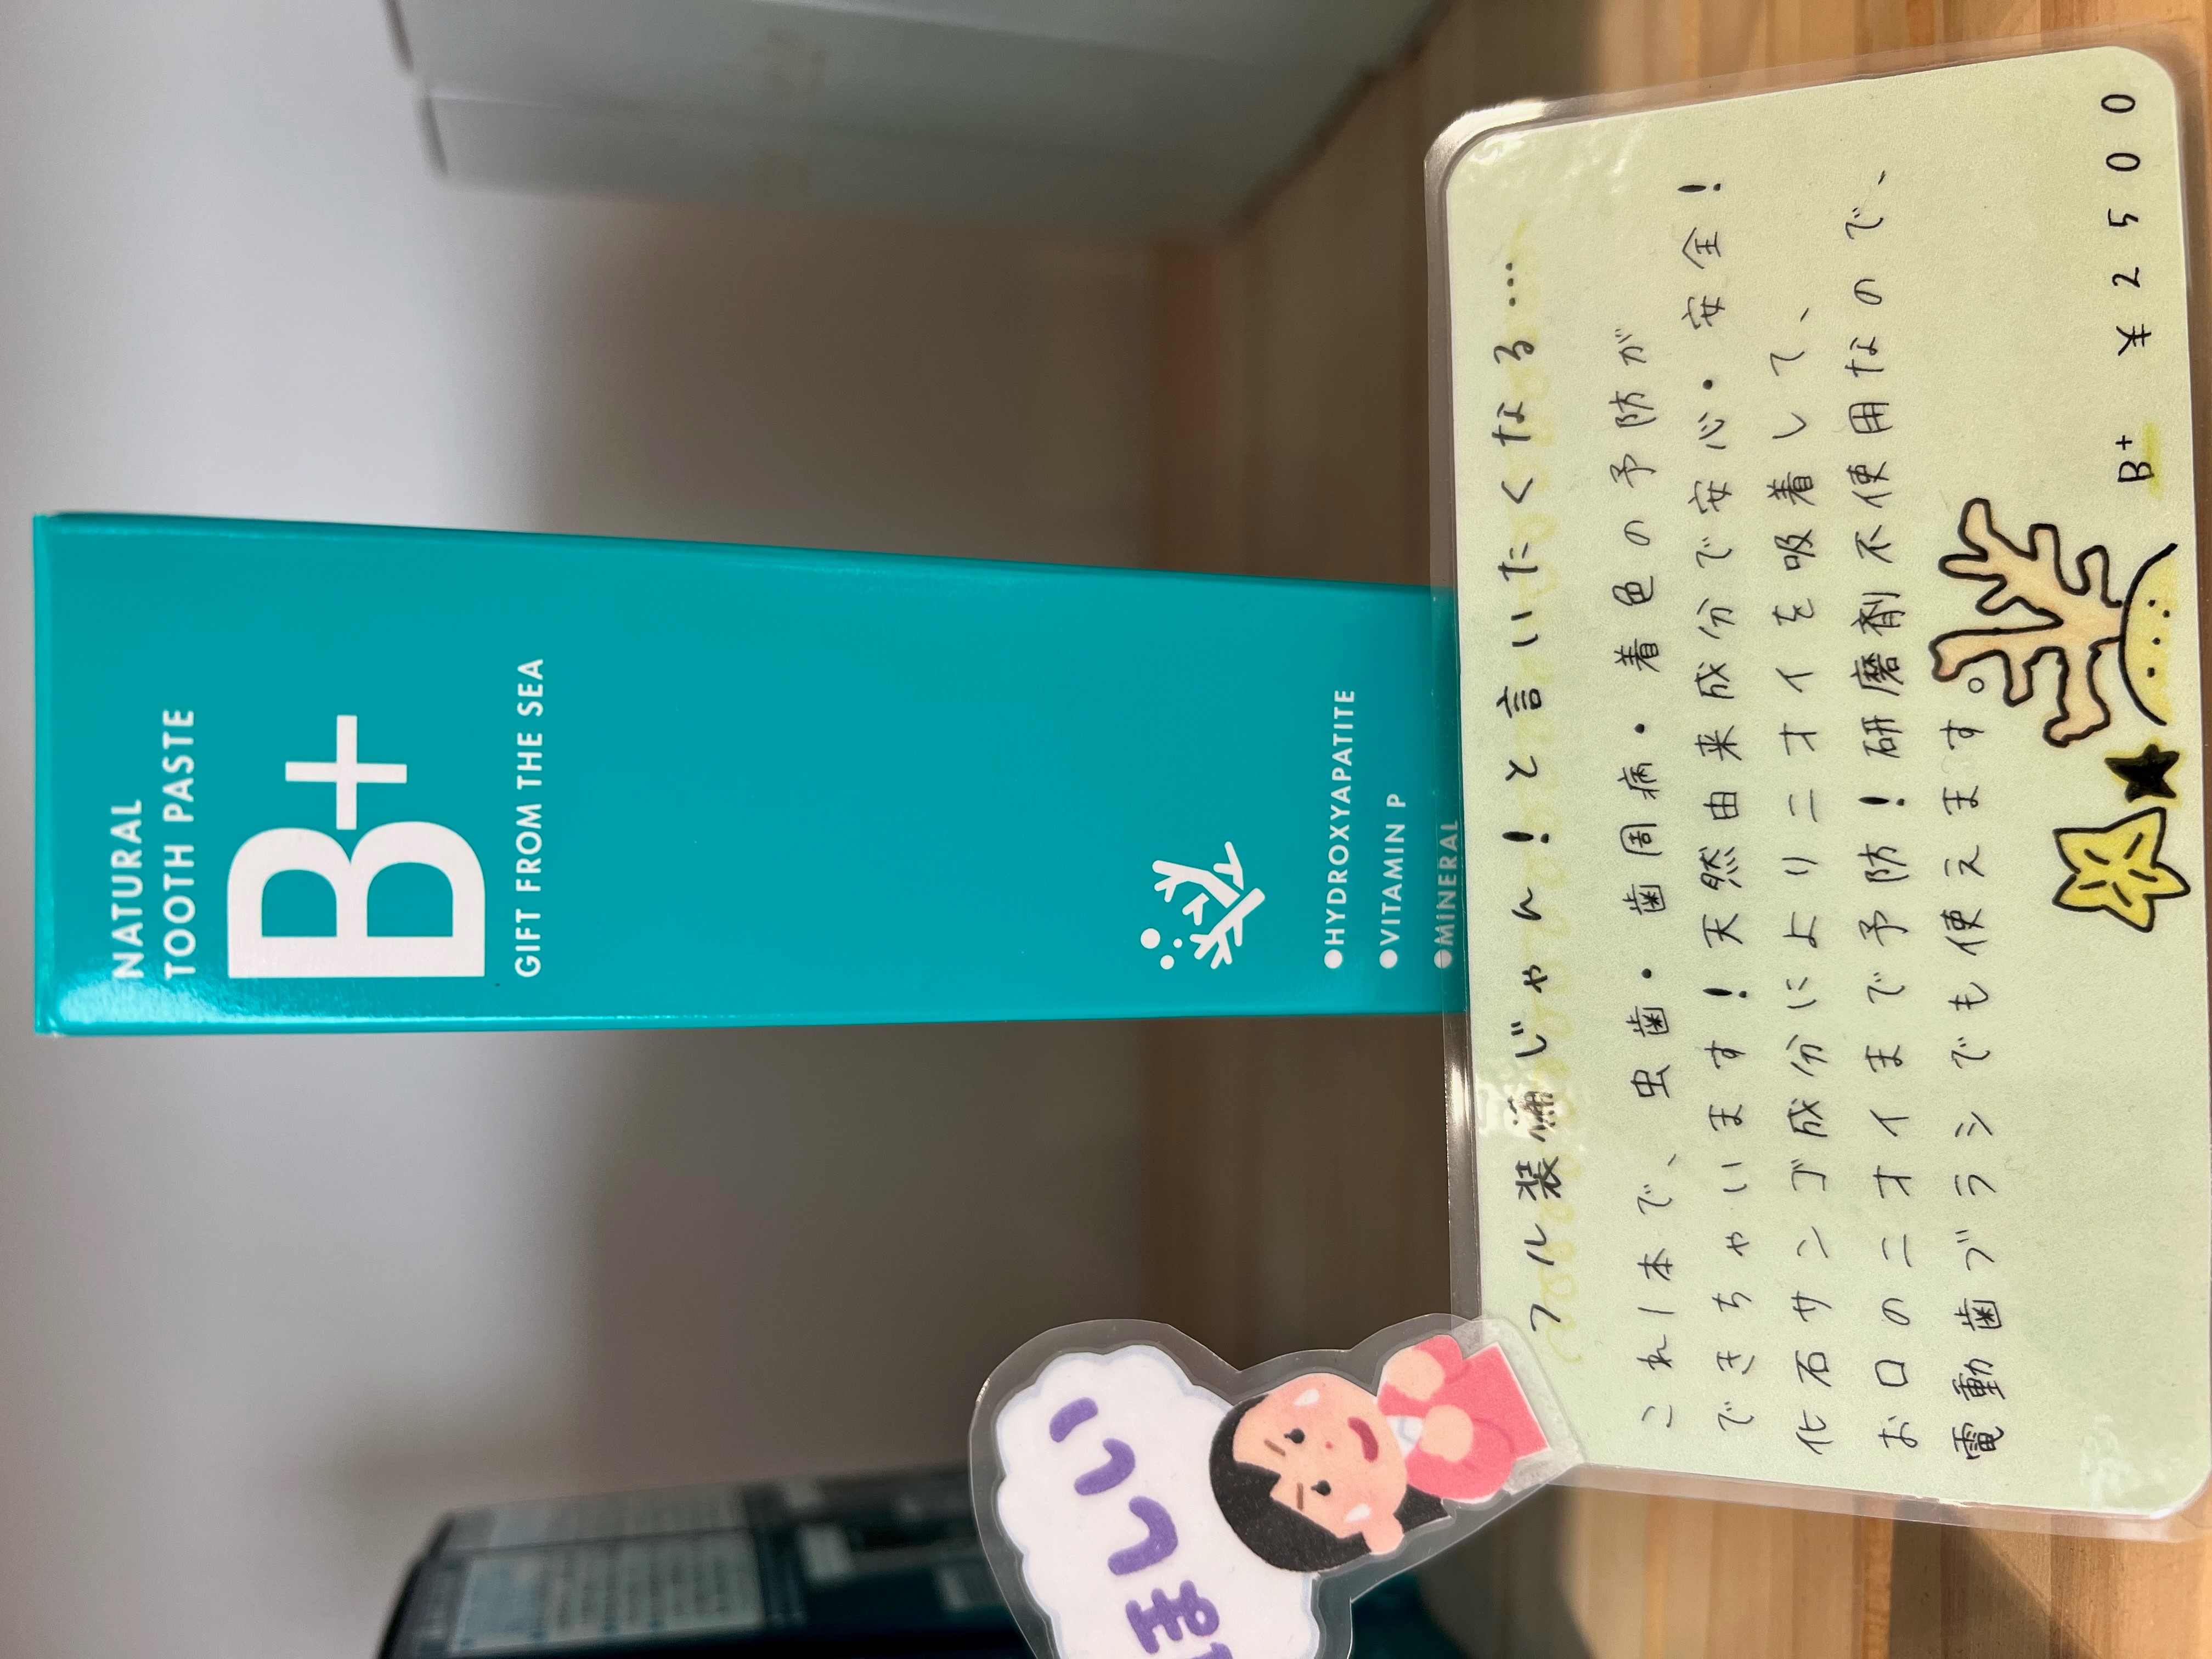 NATURAL
TOOTH PASTE
B+
GIFT FROM THE SEA
●HYDROXYAPATITE
●VITAMIN P
●MINERAL
フル装備じゃん!と言いたくなる…
これ1本で、虫歯・歯周病・着色の予防が
できちゃいます!天然由来成分で安心・安全!
化石サンゴ成分によりニオイを吸着して、
お口のニオイまで予防!研磨剤不使用なので、
電動歯ブラシでも使えます。
B+ ¥2500